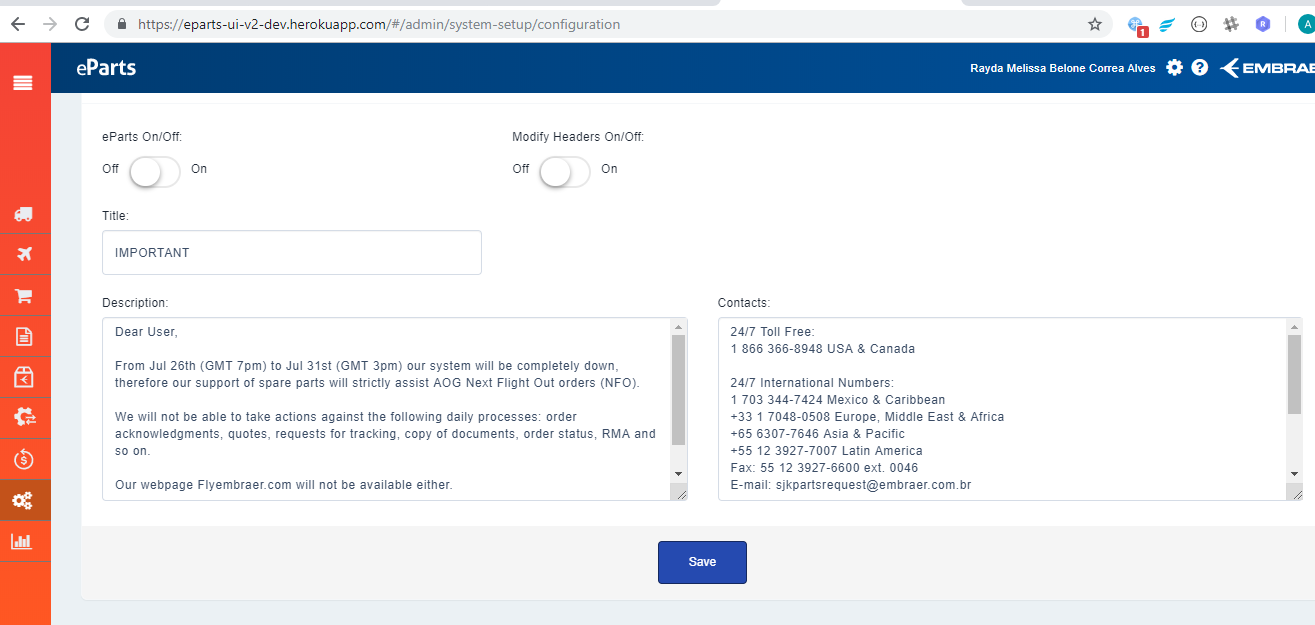 https://eparts-ui-v2-dev.herokuapp.com/#/admin/system-setup/configuration
1
R
A
eParts
Rayda Melissa Belone Correa Alves
?
EMBRAE
eParts On/Off:
Modify Headers On/Off:
Off On
Off On
Title:
IMPORTANT
Description:
Dear User,
From Jul 26th (GMT 7pm) to Jul 31st (GMT 3pm) our system will be completely down,
therefore our support of spare parts will strictly assist AOG Next Flight Out orders (NFO).
We will not be able to take actions against the following daily processes: order
acknowledgments, quotes, requests for tracking, copy of documents, order status, RMA and
so on.
Our webpage Flyembraer.com will not be available either.
Contacts:
24/7 Toll Free:
1 866 366-8948 USA & Canada
24/7 International Numbers:
1 703 344-7424 Mexico & Caribbean
+33 1 7048-0508 Europe, Middle East & Africa
+65 6307-7646 Asia & Pacific
+55 12 3927-7007 Latin America
Fax: 55 12 3927-6600 ext. 0046
E-mail: sjkpartsrequest@embraer.com.br
Save